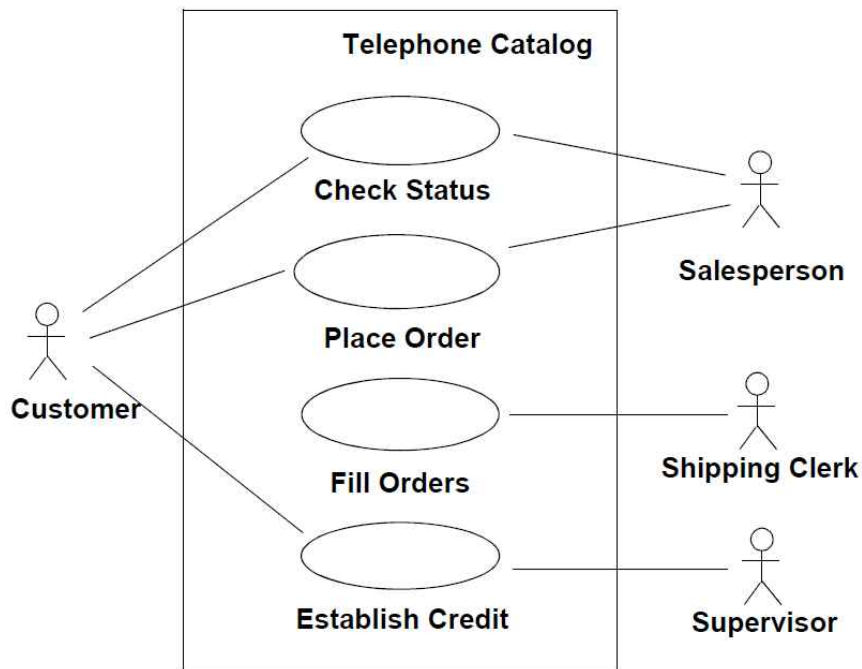 Telephone Catalog
Check Status
Salesperson
Place Order
Customer
Shipping Clerk
Fill Orders
Establish Credit
Supervisor